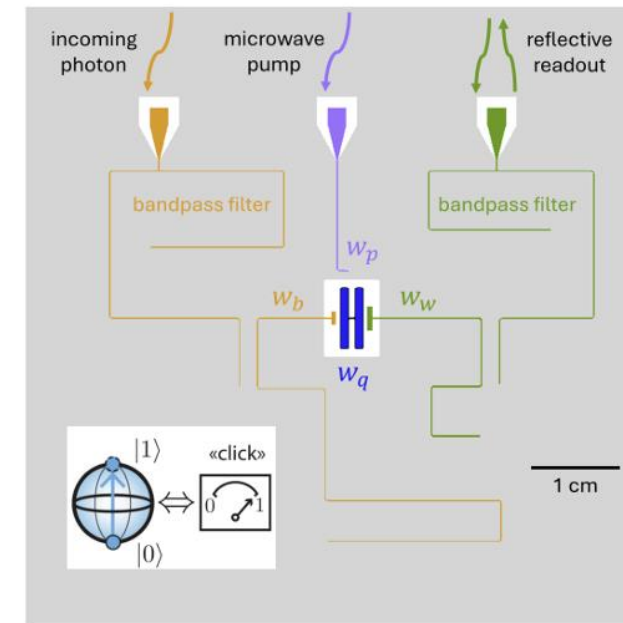 incoming
photon
microwave
pump
reflective
readout
bandpass filter
bandpass filter
w_p
w_b
w_w
w_q
|1⟩
«click»
0
1
|0⟩
1 cm